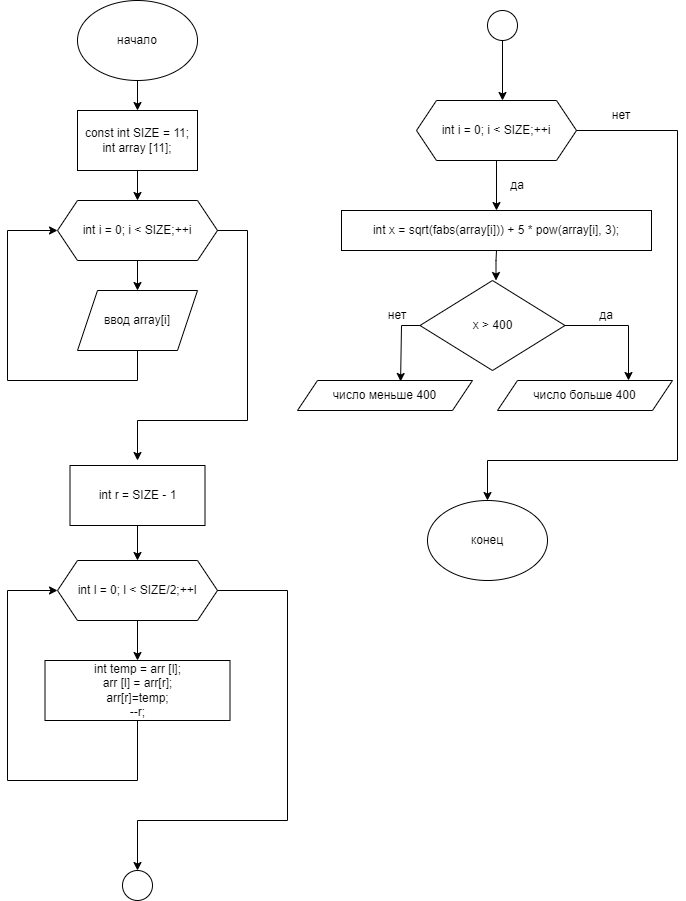 начало
const int SIZE = 11;
int array [11];
int i = 0; i < SIZE;++i
ввод array[i]
int r = SIZE - 1
int l = 0; l < SIZE/2;++l
int temp = arr [l];
arr [l] = arr[r];
arr[r]=temp;
--r;
int i = 0; i < SIZE;++i
нет
да
int x = sqrt(fabs(array[i])) + 5 * pow(array[i], 3);
x > 400
нет
да
число меньше 400
число больше 400
конец